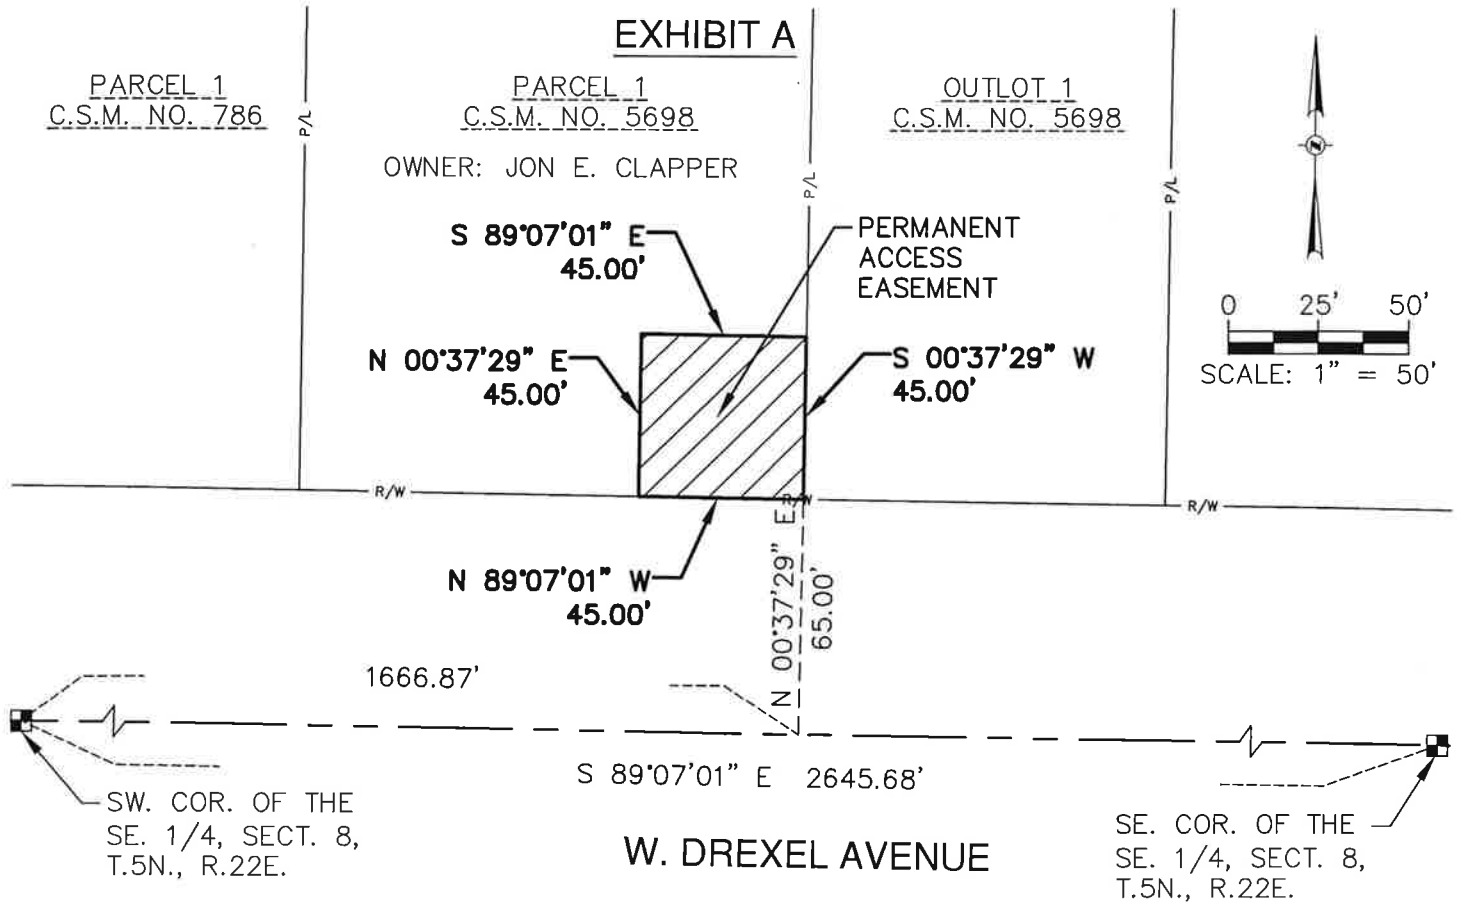 EXHIBIT A
PARCEL 1
C.S.M. NO. 786
P/L
PARCEL 1
C.S.M. NO. 5698
OWNER: JON E. CLAPPER
P/L
OUTLOT 1
C.S.M. NO. 5698
P/L
N
S 89°07'01" E
45.00'
PERMANENT
ACCESS
EASEMENT
0 25' 50'
SCALE: 1" = 50'
N 00°37'29" E
45.00'
S 00°37'29" W
45.00'
R/W
R/W
R/W
N 89°07'01" W
45.00'
N 00°37'29" E
65.00'
1666.87'
S 89°07'01" E 2645.68'
SW. COR. OF THE
SE. 1/4, SECT. 8,
T.5N., R.22E.
W. DREXEL AVENUE
SE. COR. OF THE
SE. 1/4, SECT. 8,
T.5N., R.22E.